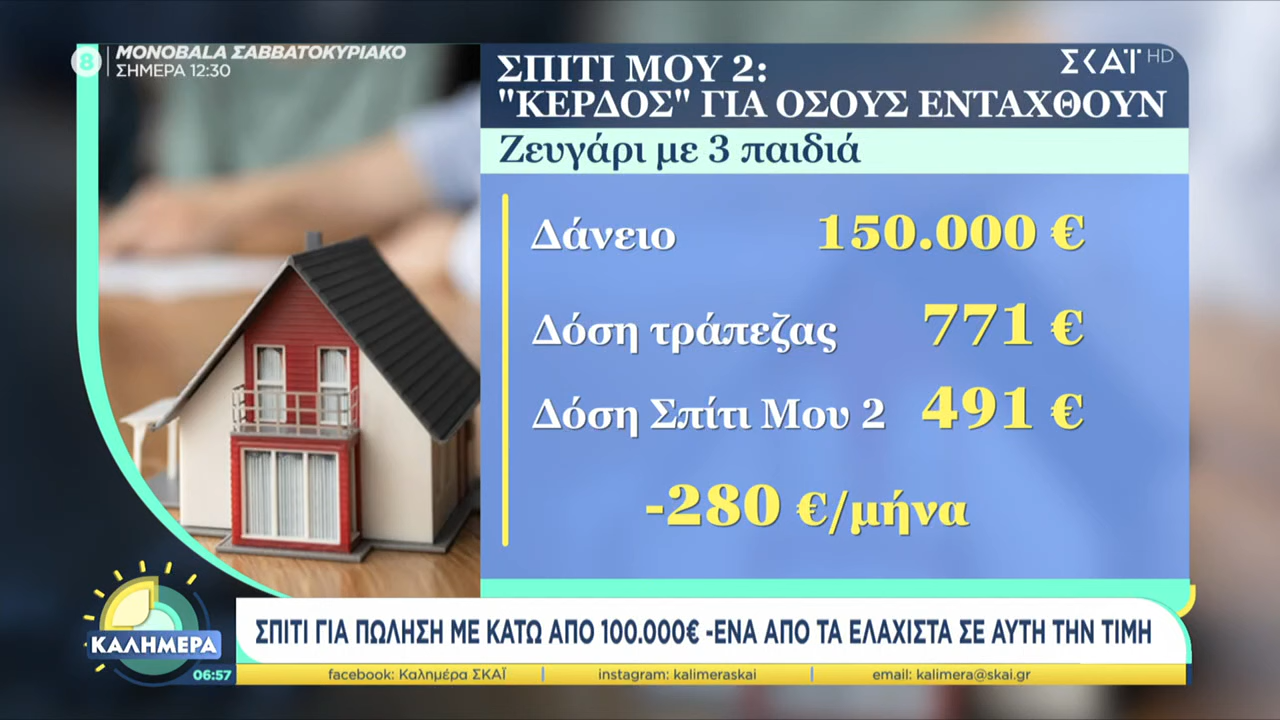 8
MONOBALA ΣΑΒΒΑΤΟΚΥΡΙΑΚΟ
ΣΗΜΕΡΑ 12:30
ΣΚΑΪ HD
ΣΠΙΤΙ ΜΟΥ 2:
"ΚΕΡΔΟΣ" ΓΙΑ ΟΣΟΥΣ ΕΝΤΑΧΘΟΥΝ
Ζευγάρι με 3 παιδιά
Δάνειο 150.000 €
Δόση τράπεζας 771 €
Δόση Σπίτι Μου 2 491 €
-280 €/μήνα
ΚΑΛΗΜΕΡΑ
ΣΠΙΤΙ ΓΙΑ ΠΩΛΗΣΗ ΜΕ ΚΑΤΩ ΑΠΟ 100.000€ -ΕΝΑ ΑΠΟ ΤΑ ΕΛΑΧΙΣΤΑ ΣΕ ΑΥΤΗ ΤΗΝ ΤΙΜΗ
06:57 facebook: Καλημέρα ΣΚΑΪ | instagram: kalimeraskai | email: kalimera@skai.gr